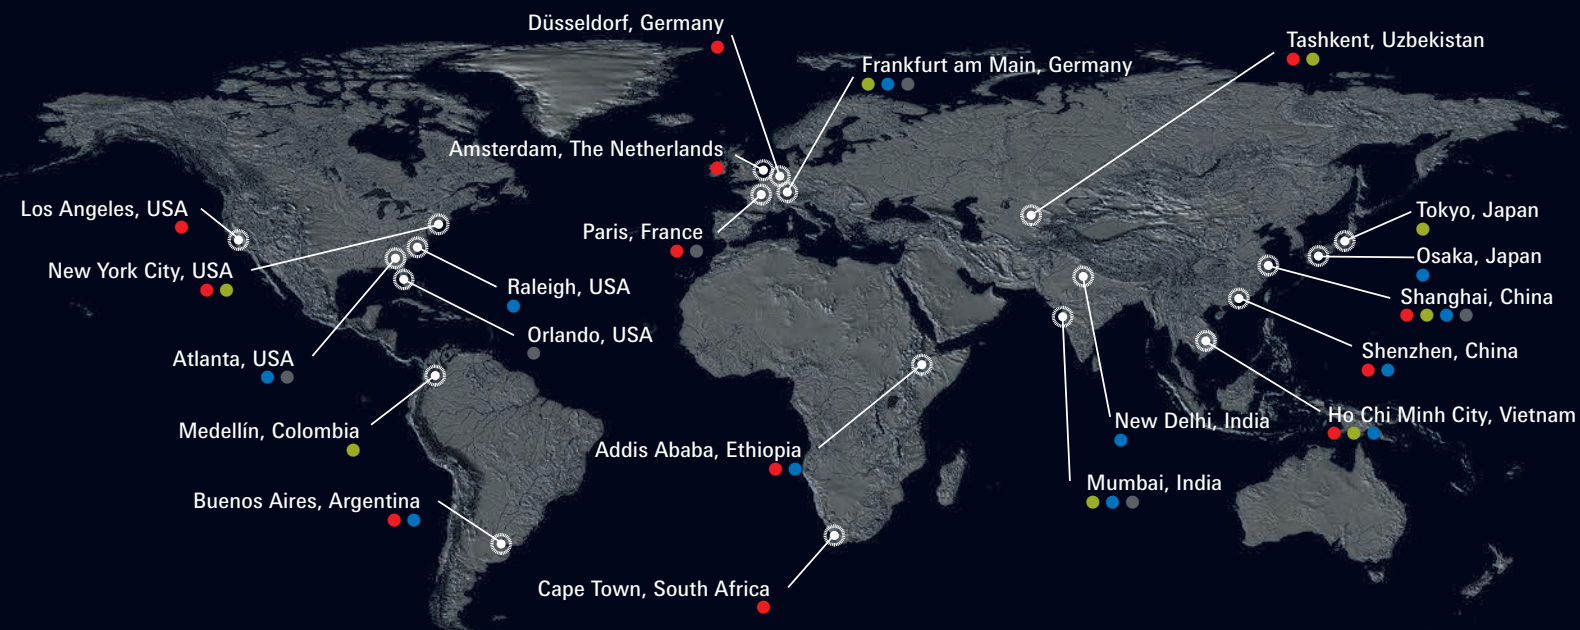 Düsseldorf, Germany
Tashkent, Uzbekistan
Frankfurt am Main, Germany
Amsterdam, The Netherlands
Los Angeles, USA
Tokyo, Japan
Paris, France
Osaka, Japan
New York City, USA
Raleigh, USA
Shanghai, China
Orlando, USA
Shenzhen, China
Atlanta, USA
Ho Chi Minh City, Vietnam
New Delhi, India
Medellín, Colombia
Addis Ababa, Ethiopia
Mumbai, India
Buenos Aires, Argentina
Cape Town, South Africa